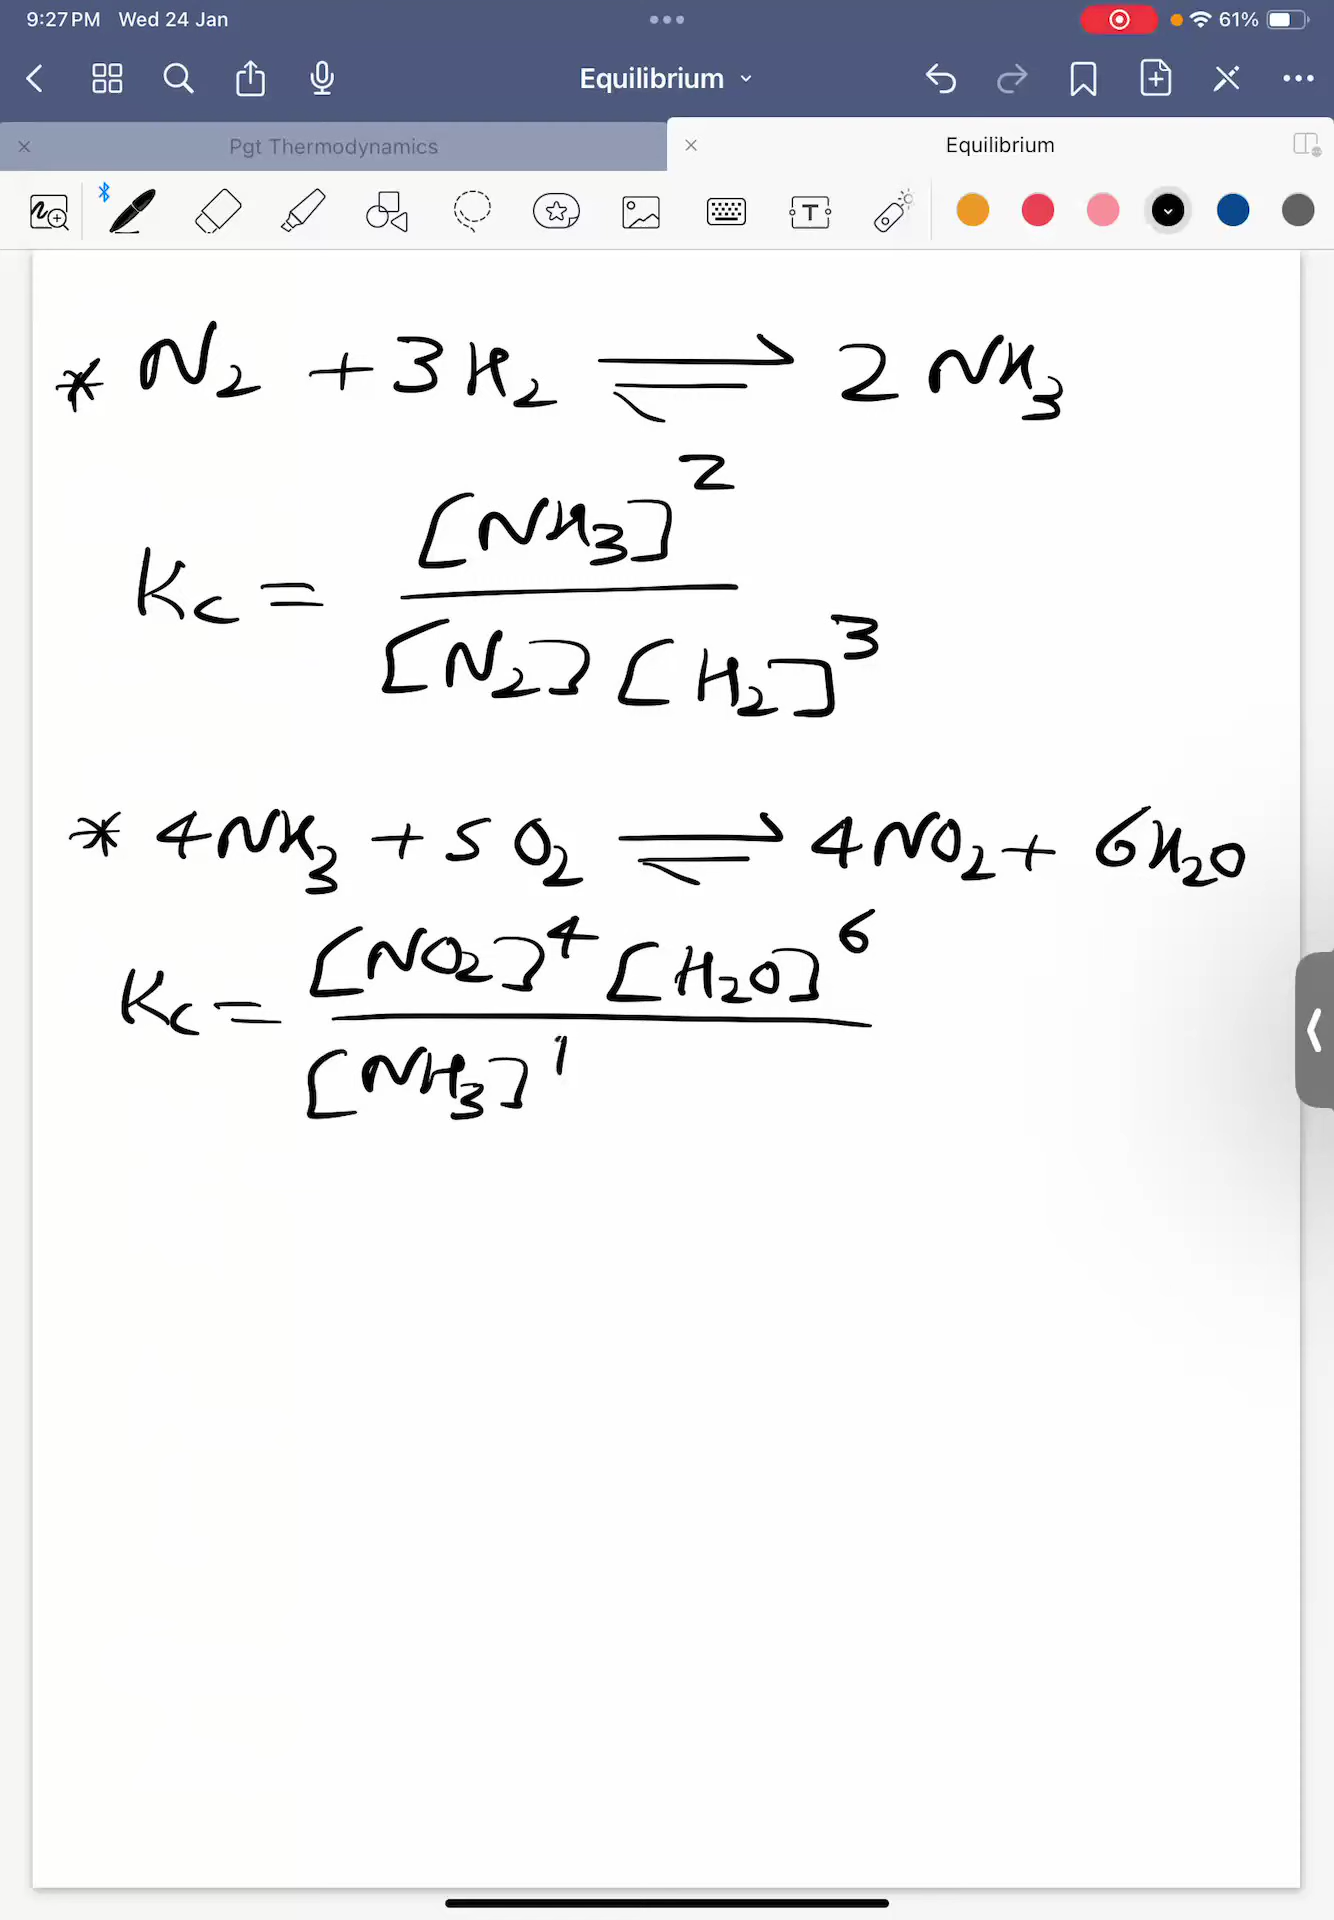 9:27 PM Wed 24 Jan 61%
Equilibrium
Pgt Thermodynamics Equilibrium
* N₂ + 3H₂ ⇌ 2NH₃
Kc = [NH₃]² / [N₂] [H₂]³
* 4NH₃ + 5O₂ ⇌ 4NO₂ + 6H₂O
Kc = [NO₂]⁴ [H₂O]⁶ / [NH₃]¹